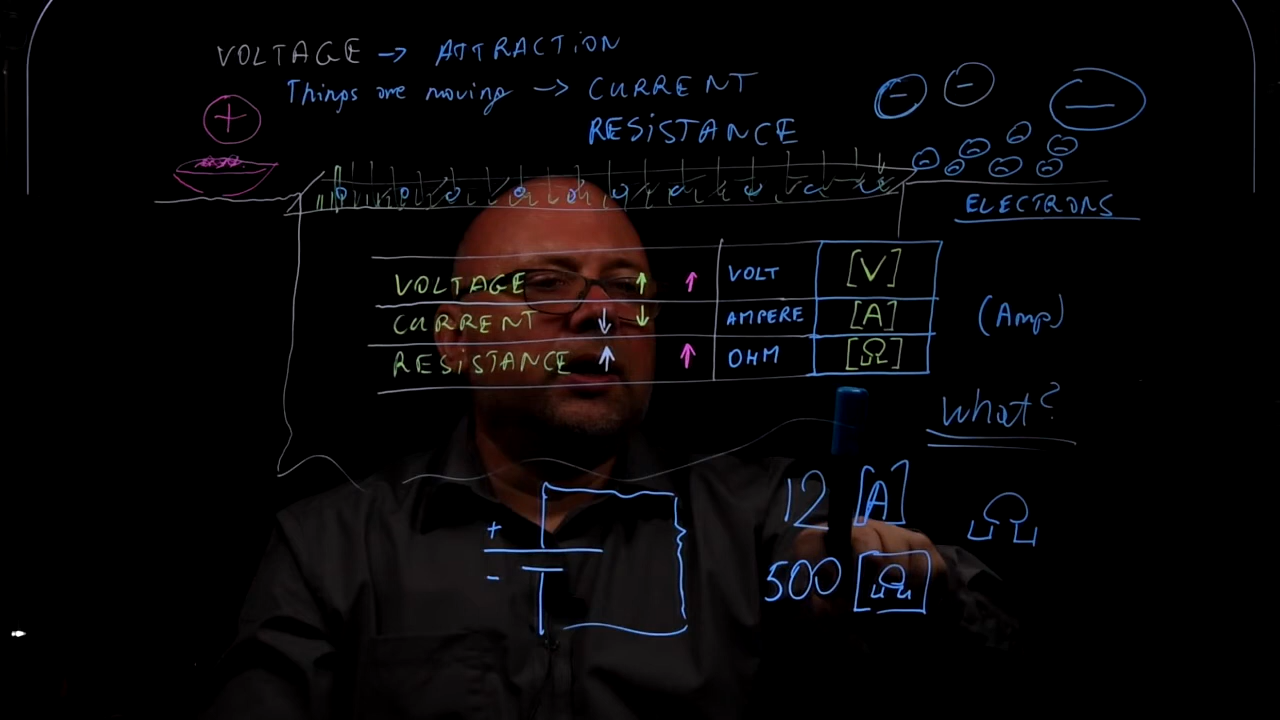 VOLTAGE -> ATTRACTION
Things are moving -> CURRENT
RESiSTANCE
+
- - -
- - - - - - -
ELECTRONS
VOLTAGE ↑ ↑ VOLT [V]
CURRENT ↓ ↓ AMPERE [A]
RESiSTANCE ↑ ↑ OHM [Ω]
(Amp)
What?
12 [A]
Ω
+
-
500 [Ω]